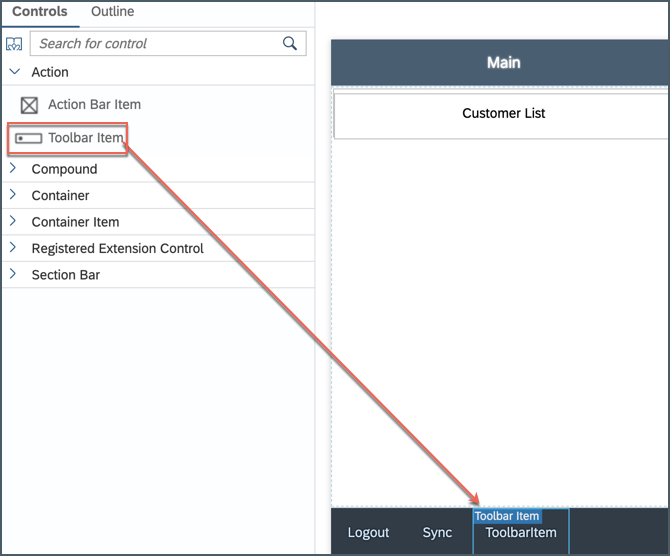 Controls Outline
Search for control
Action
Action Bar Item
Toolbar Item
Compound
Container
Container Item
Registered Extension Control
Section Bar
Main
Customer List
Toolbar Item
Logout Sync ToolbarItem